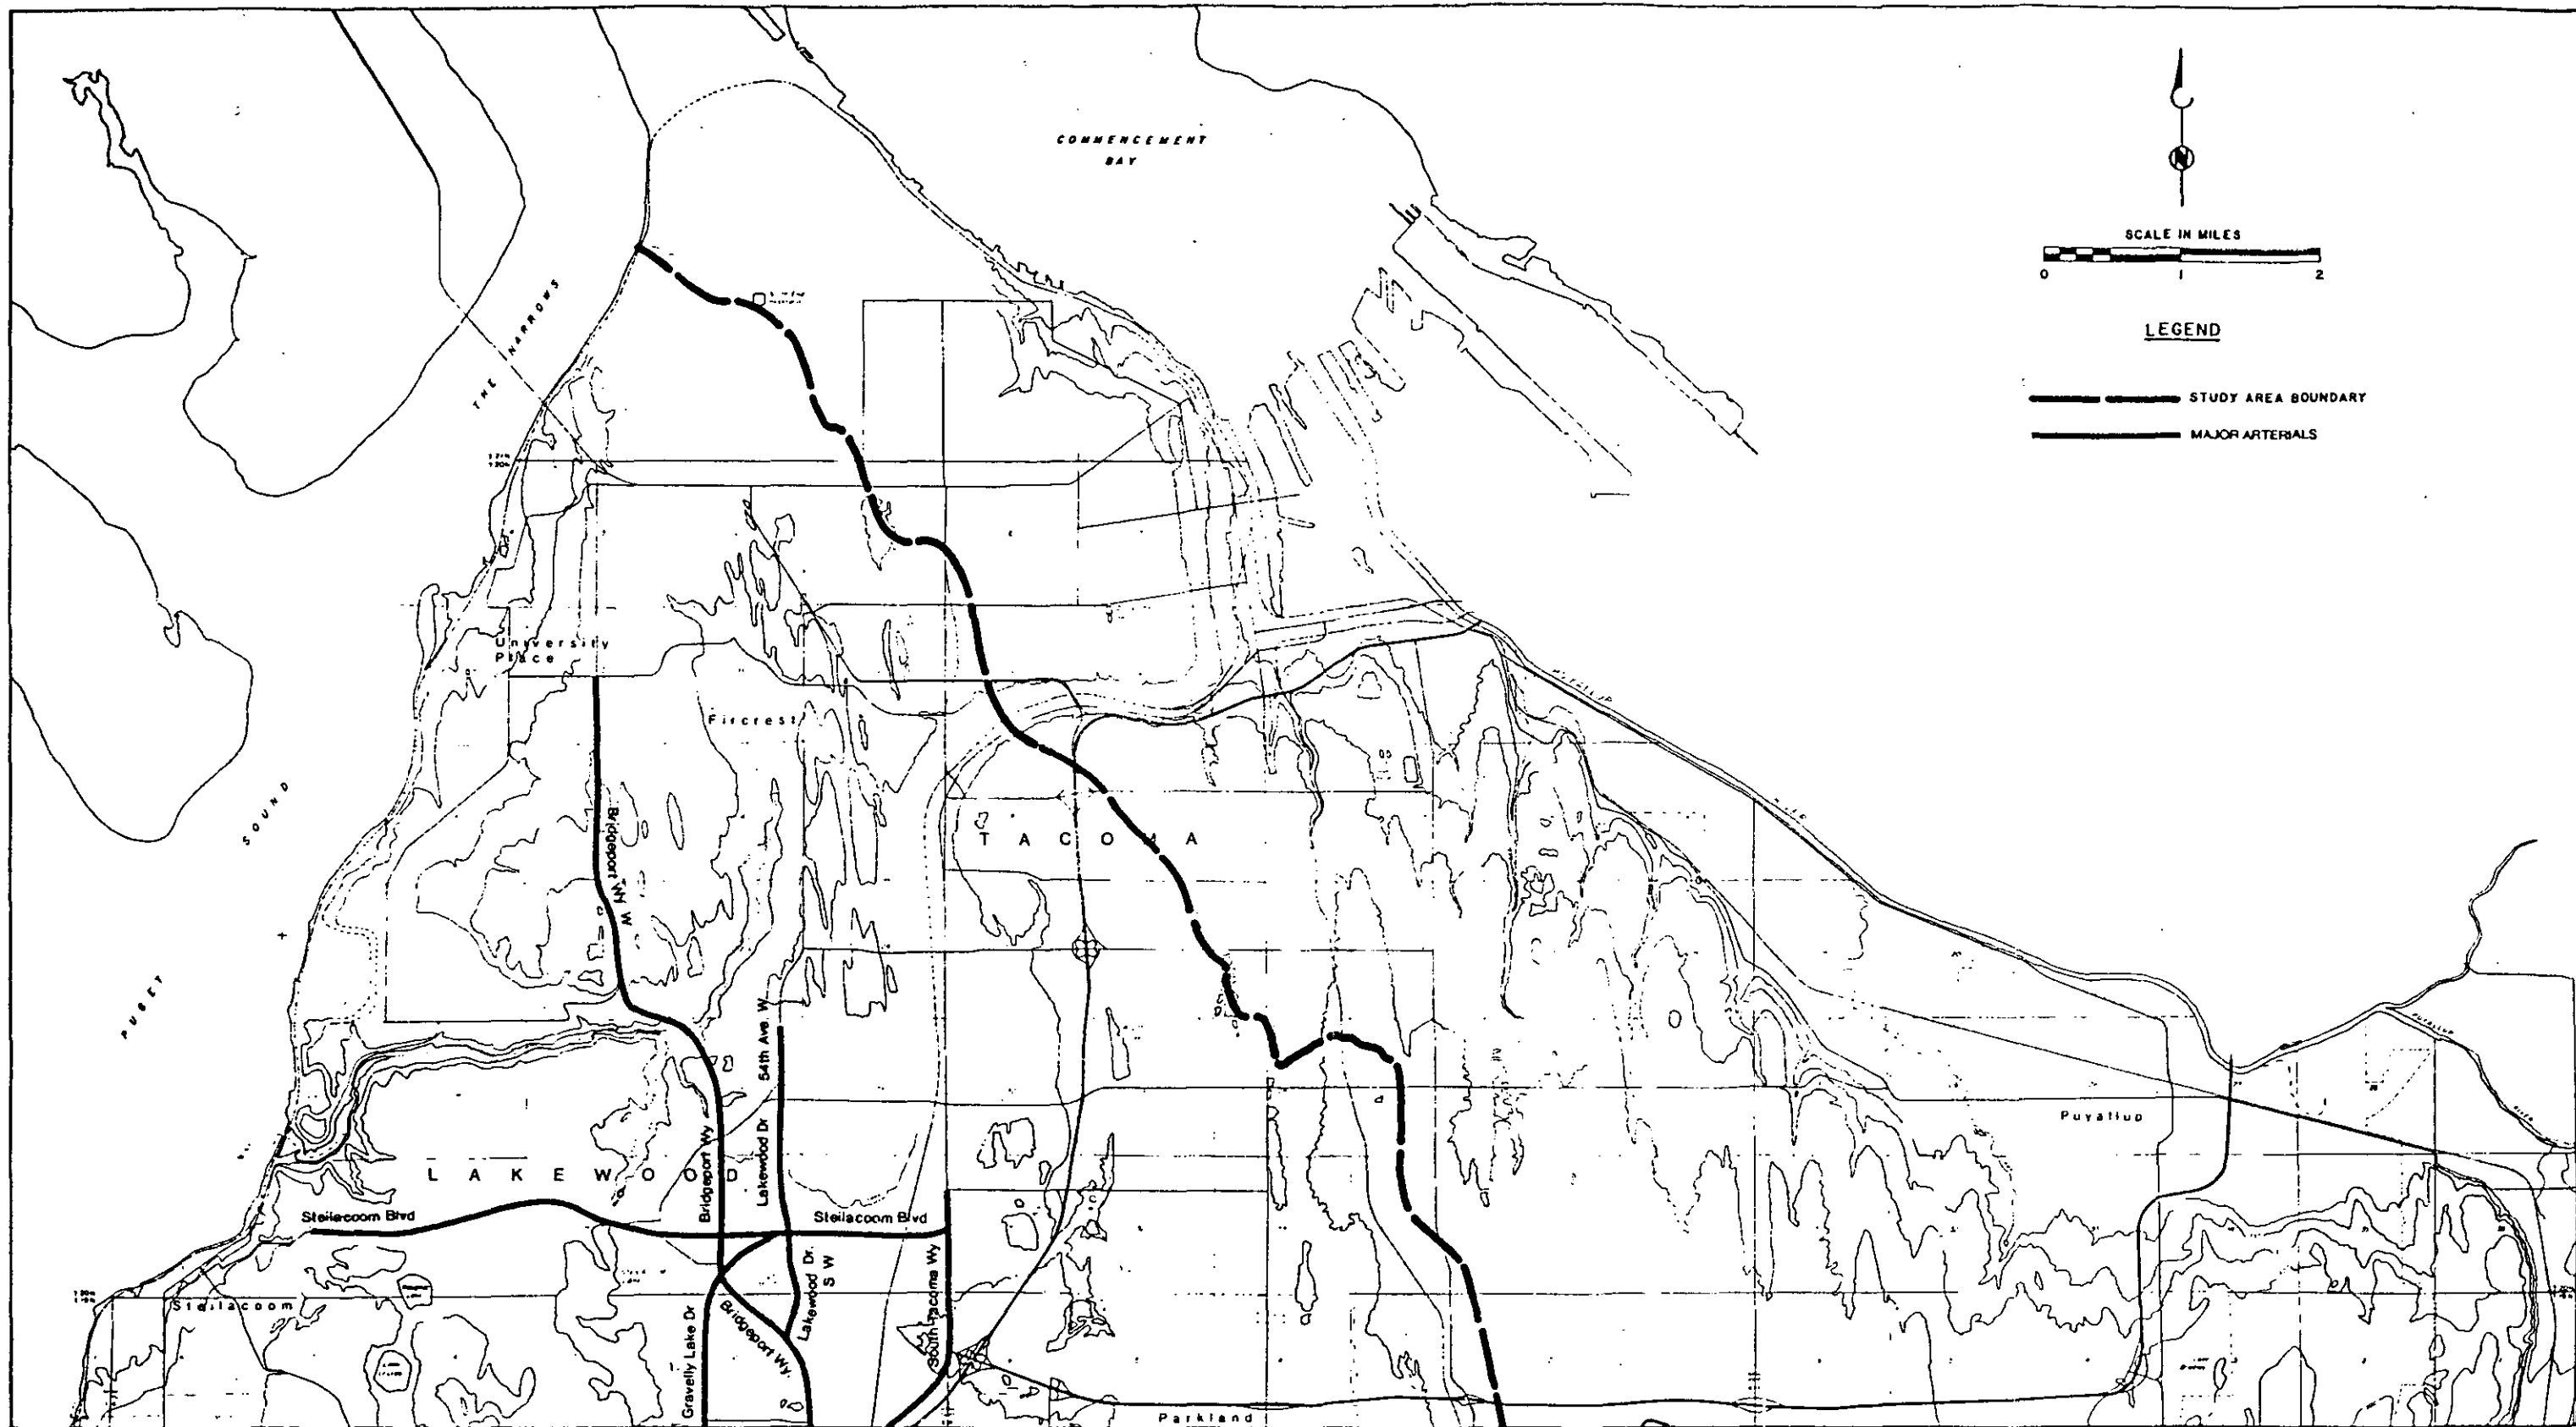 COMMENCEMENT
BAY
N
SCALE IN MILES
0 1 2
LEGEND
STUDY AREA BOUNDARY
MAJOR ARTERIALS
THE NARROWS
University
Place
Fircrest
PUGET SOUND
TACOMA
Bridgeport Wy W
Lakewood Dr 54th Ave. W
Bridgeport Wy
LAKEWOOD
Puyallup
Steilacoom Blvd
Steilacoom Blvd
Lakewood Dr.
S W
South Tacoma Wy
Steilacoom
Gravelly Lake Dr
Bridgeport Wy.
Parkland